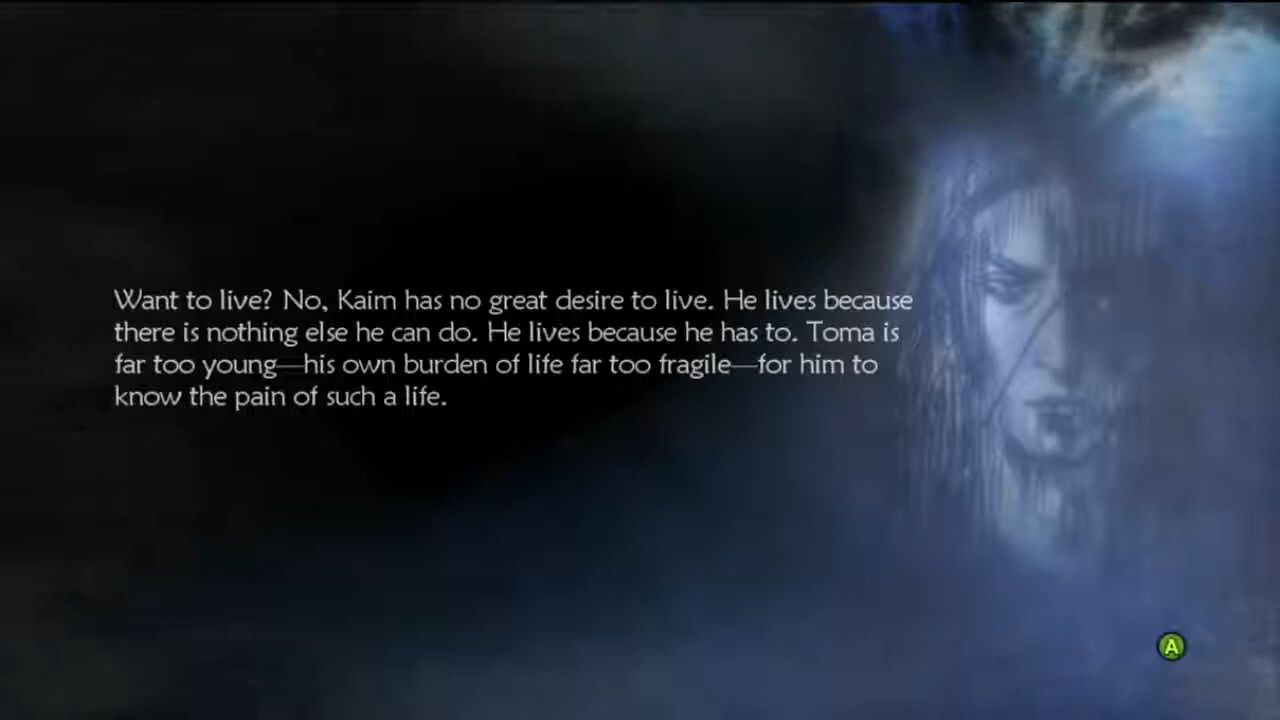 Want to live? No, Kaim has no great desire to live. He lives because
there is nothing else he can do. He lives because he has to. Toma is
far too young—his own burden of life far too fragile—for him to
know the pain of such a life.
A